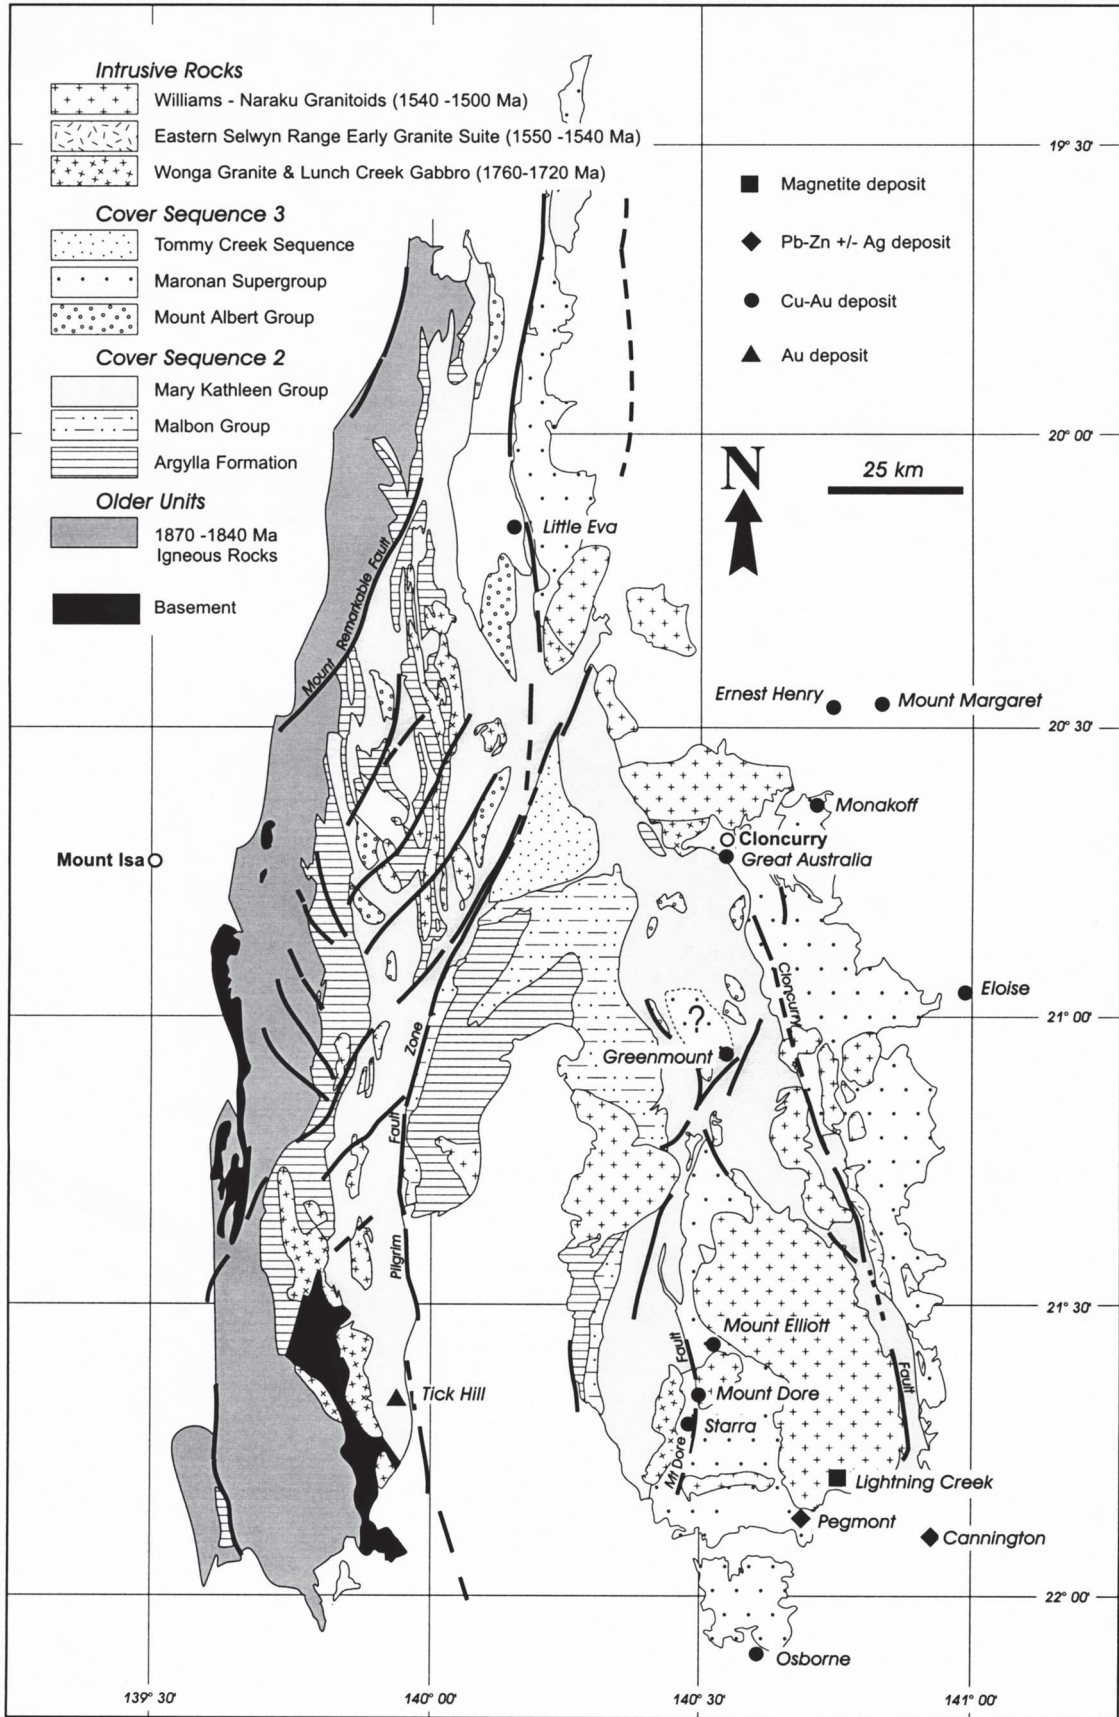 Intrusive Rocks
Williams - Naraku Granitoids (1540 -1500 Ma)
Eastern Selwyn Range Early Granite Suite (1550 -1540 Ma)
Wonga Granite & Lunch Creek Gabbro (1760-1720 Ma)
Cover Sequence 3
Tommy Creek Sequence
Maronan Supergroup
Mount Albert Group
Cover Sequence 2
Mary Kathleen Group
Malbon Group
Argylla Formation
Older Units
1870 -1840 Ma
Igneous Rocks
Basement
Magnetite deposit
Pb-Zn +/- Ag deposit
Cu-Au deposit
Au deposit
19° 30'
20° 00'
N
25 km
Little Eva
Mount Remarkable Fault
Ernest Henry
Mount Margaret
20° 30'
Monakoff
Cloncurry
Great Australia
Mount Isa
Cloncurry
Eloise
?
21° 00'
Greenmount
Zone
Fault
Pilgrim
21° 30'
Mount Elliott
Fault
Fault
Tick Hill
Mount Dore
Starra
Mt Dore
Lightning Creek
Pegmont
Cannington
22° 00'
Osborne
139° 30'
140° 00'
140° 30'
141° 00'